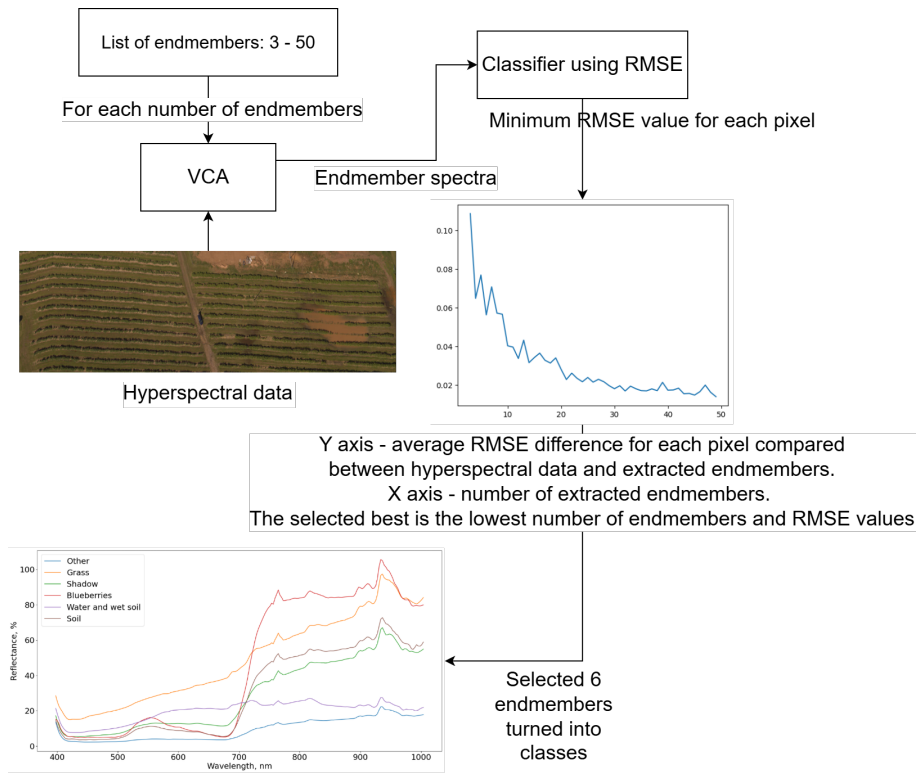 List of endmembers: 3 - 50
Classifier using RMSE
For each number of endmembers
Minimum RMSE value for each pixel
VCA
Endmember spectra
Hyperspectral data
0.10
0.08
0.06
0.04
0.02
10
20
30
40
50
Y axis - average RMSE difference for each pixel compared
between hyperspectral data and extracted endmembers.
X axis - number of extracted endmembers.
The selected best is the lowest number of endmembers and RMSE values
Other
Grass
Shadow
Blueberries
Water and wet soil
Soil
Reflectance, %
100
80
60
40
20
0
400
500
600
700
800
900
1000
Wavelength, nm
Selected 6
endmembers
turned into
classes